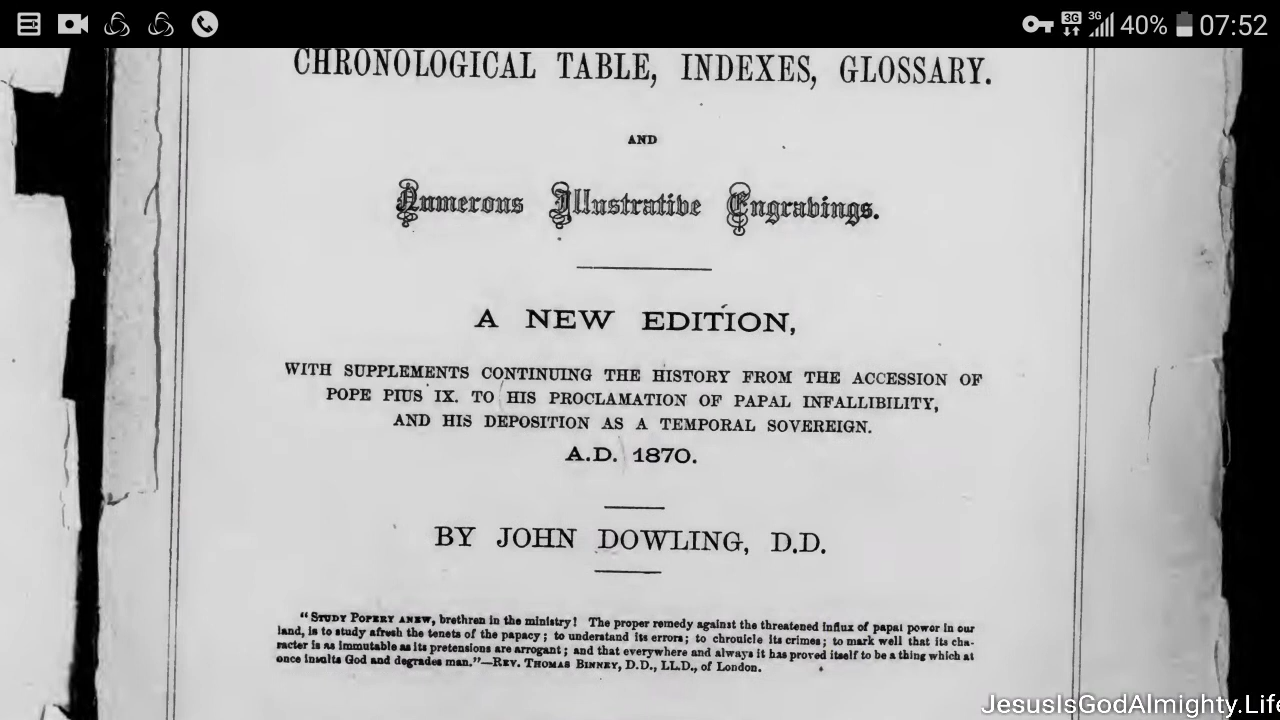 3G 3G 40% 07:52
CHRONOLOGICAL TABLE, INDEXES, GLOSSARY.
AND
Numerous Illustrative Engravings.
A NEW EDITION,
WITH SUPPLEMENTS CONTINUING THE HISTORY FROM THE ACCESSION OF
POPE PIUS IX. TO HIS PROCLAMATION OF PAPAL INFALLIBILITY,
AND HIS DEPOSITION AS A TEMPORAL SOVEREIGN.
A.D. 1870.
BY JOHN DOWLING, D.D.
"STUDY POPERY ANEW, brethren in the ministry! The proper remedy against the threatened influx of papal power in our
land, is to study afresh the tenets of the papacy; to understand its errors; to chronicle its crimes; to mark well that its cha-
racter is as immutable as its pretensions are arrogant; and that everywhere and always it has proved itself to be a thing which at
once insults God and degrades man."—REV. THOMAS BINNEY, D.D., LL.D., of London.
JesusIsGodAlmighty.Life